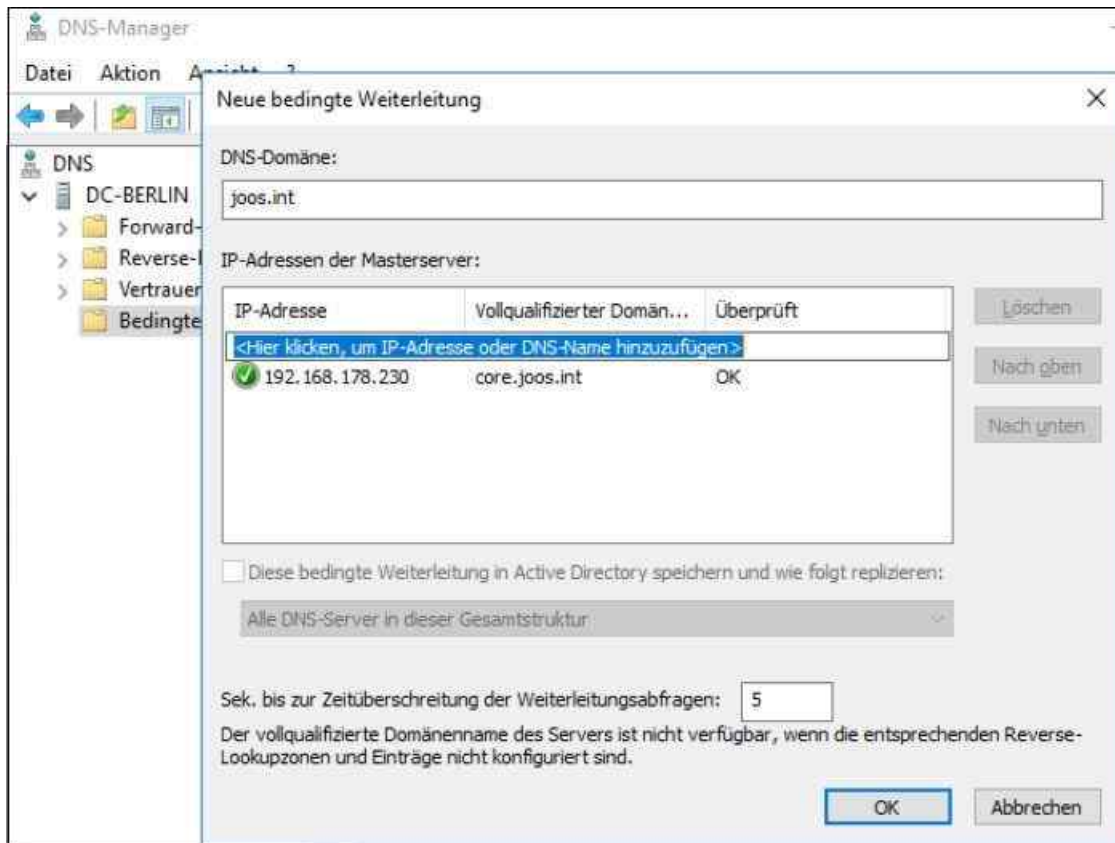 DNS-Manager
Datei Aktion Ansicht ?
Neue bedingte Weiterleitung
DNS
DC-BERLIN
Forward-
Reverse-l
Vertrauer
Bedingte
DNS-Domäne:
joos.int
IP-Adressen der Masterserver:
IP-Adresse Vollqualifizierter Domän... Überprüft
<Hier klicken, um IP-Adresse oder DNS-Name hinzuzufügen>
192.168.178.230 core.joos.int OK
Löschen
Nach oben
Nach unten
Diese bedingte Weiterleitung in Active Directory speichern und wie folgt replizieren:
Alle DNS-Server in dieser Gesamtstruktur
Sek. bis zur Zeitüberschreitung der Weiterleitungsabfragen: 5
Der vollqualifizierte Domänenname des Servers ist nicht verfügbar, wenn die entsprechenden Reverse-
Lookupzonen und Einträge nicht konfiguriert sind.
OK Abbrechen